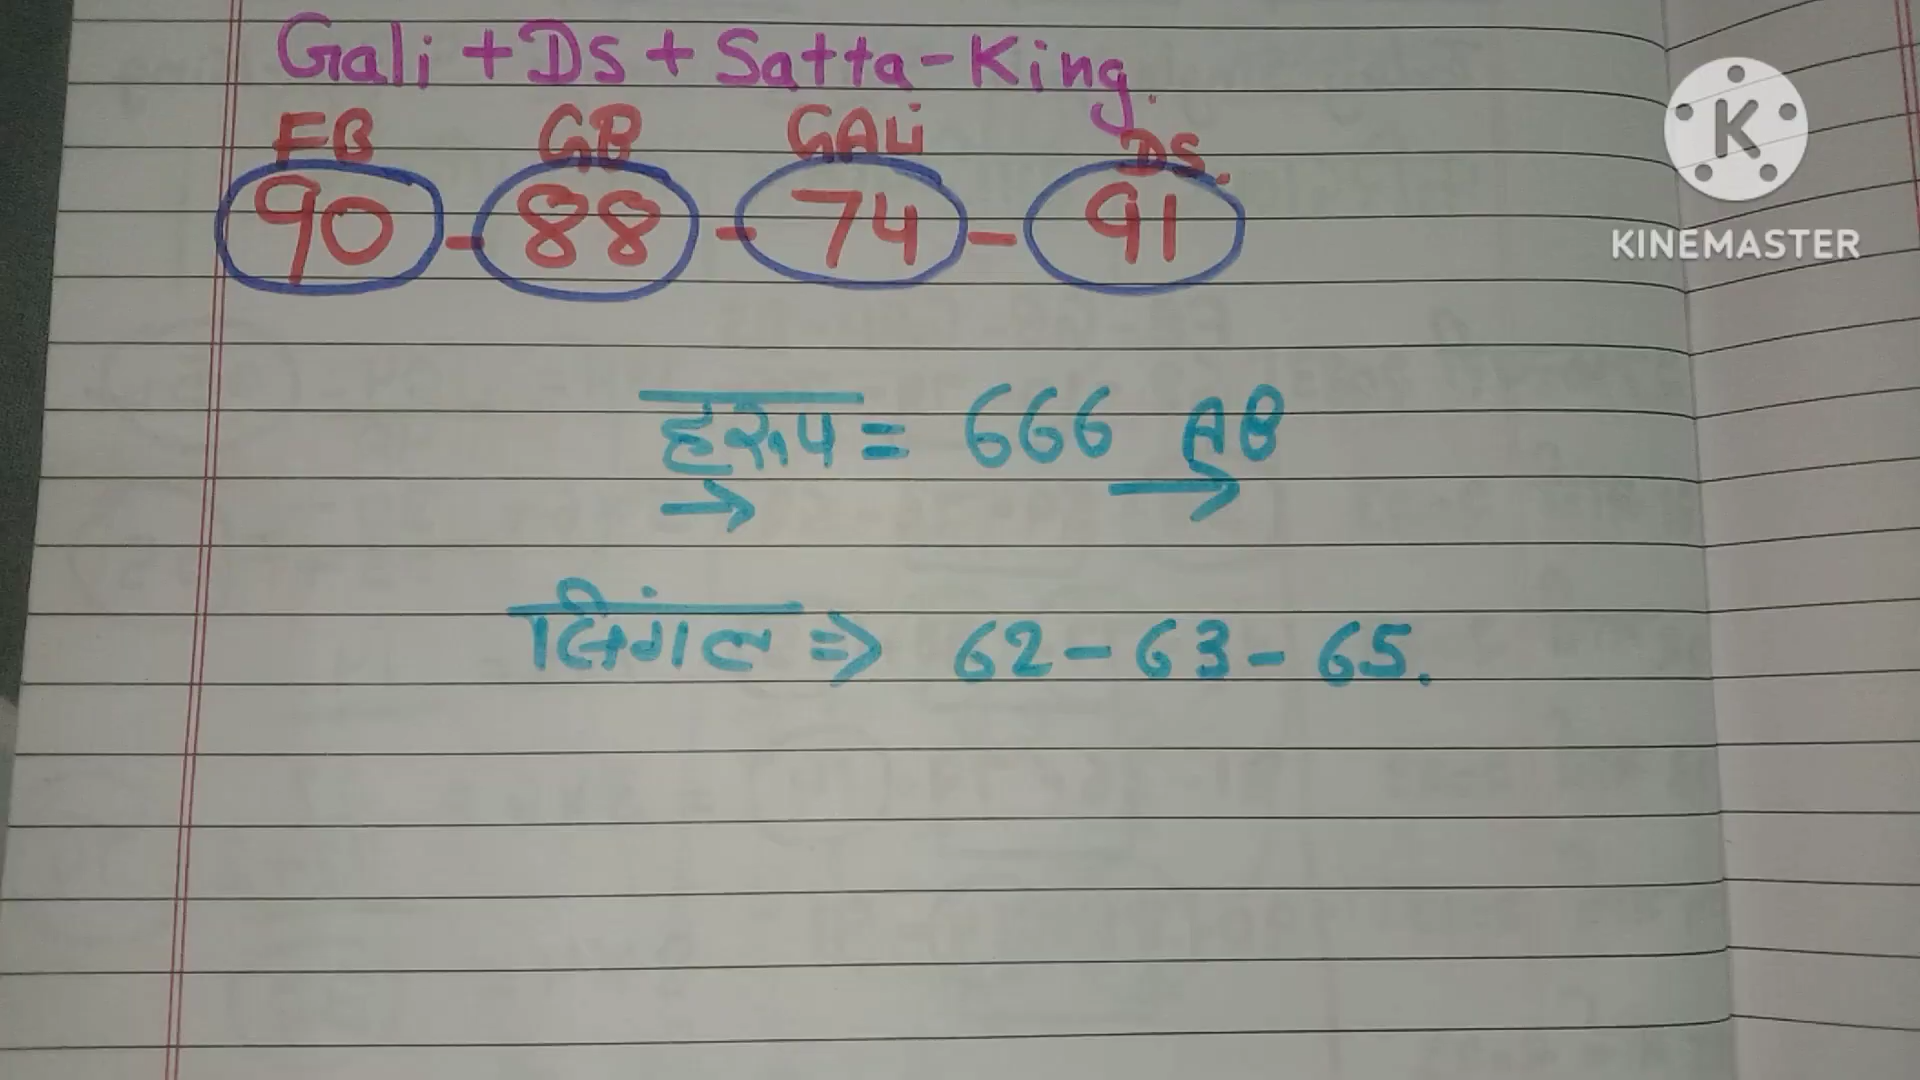 Gali + Ds + Satta-King.
FB GB GALi DS.
90 - 88 - 74 - 91
K
KINEMASTER
हरुप = 666 AB
लिगंल => 62 - 63 - 65.